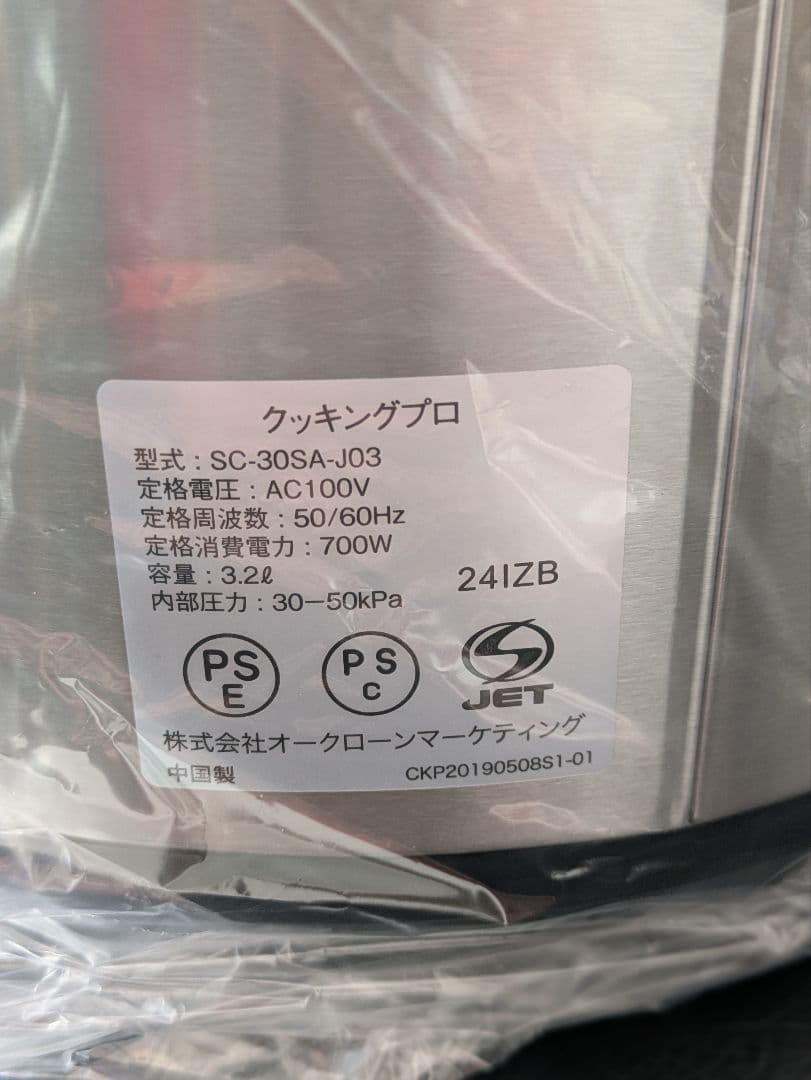 クッキングプロ
型式：SC-30SA-J03
定格電圧：AC100V
定格周波数：50/60Hz
定格消費電力：700W
容量：3.2ℓ
内部圧力：30－50kPa
24IZB
PS
E
PS
C
JET
株式会社オークローンマーケティング
中国製
CKP20190508S1-01